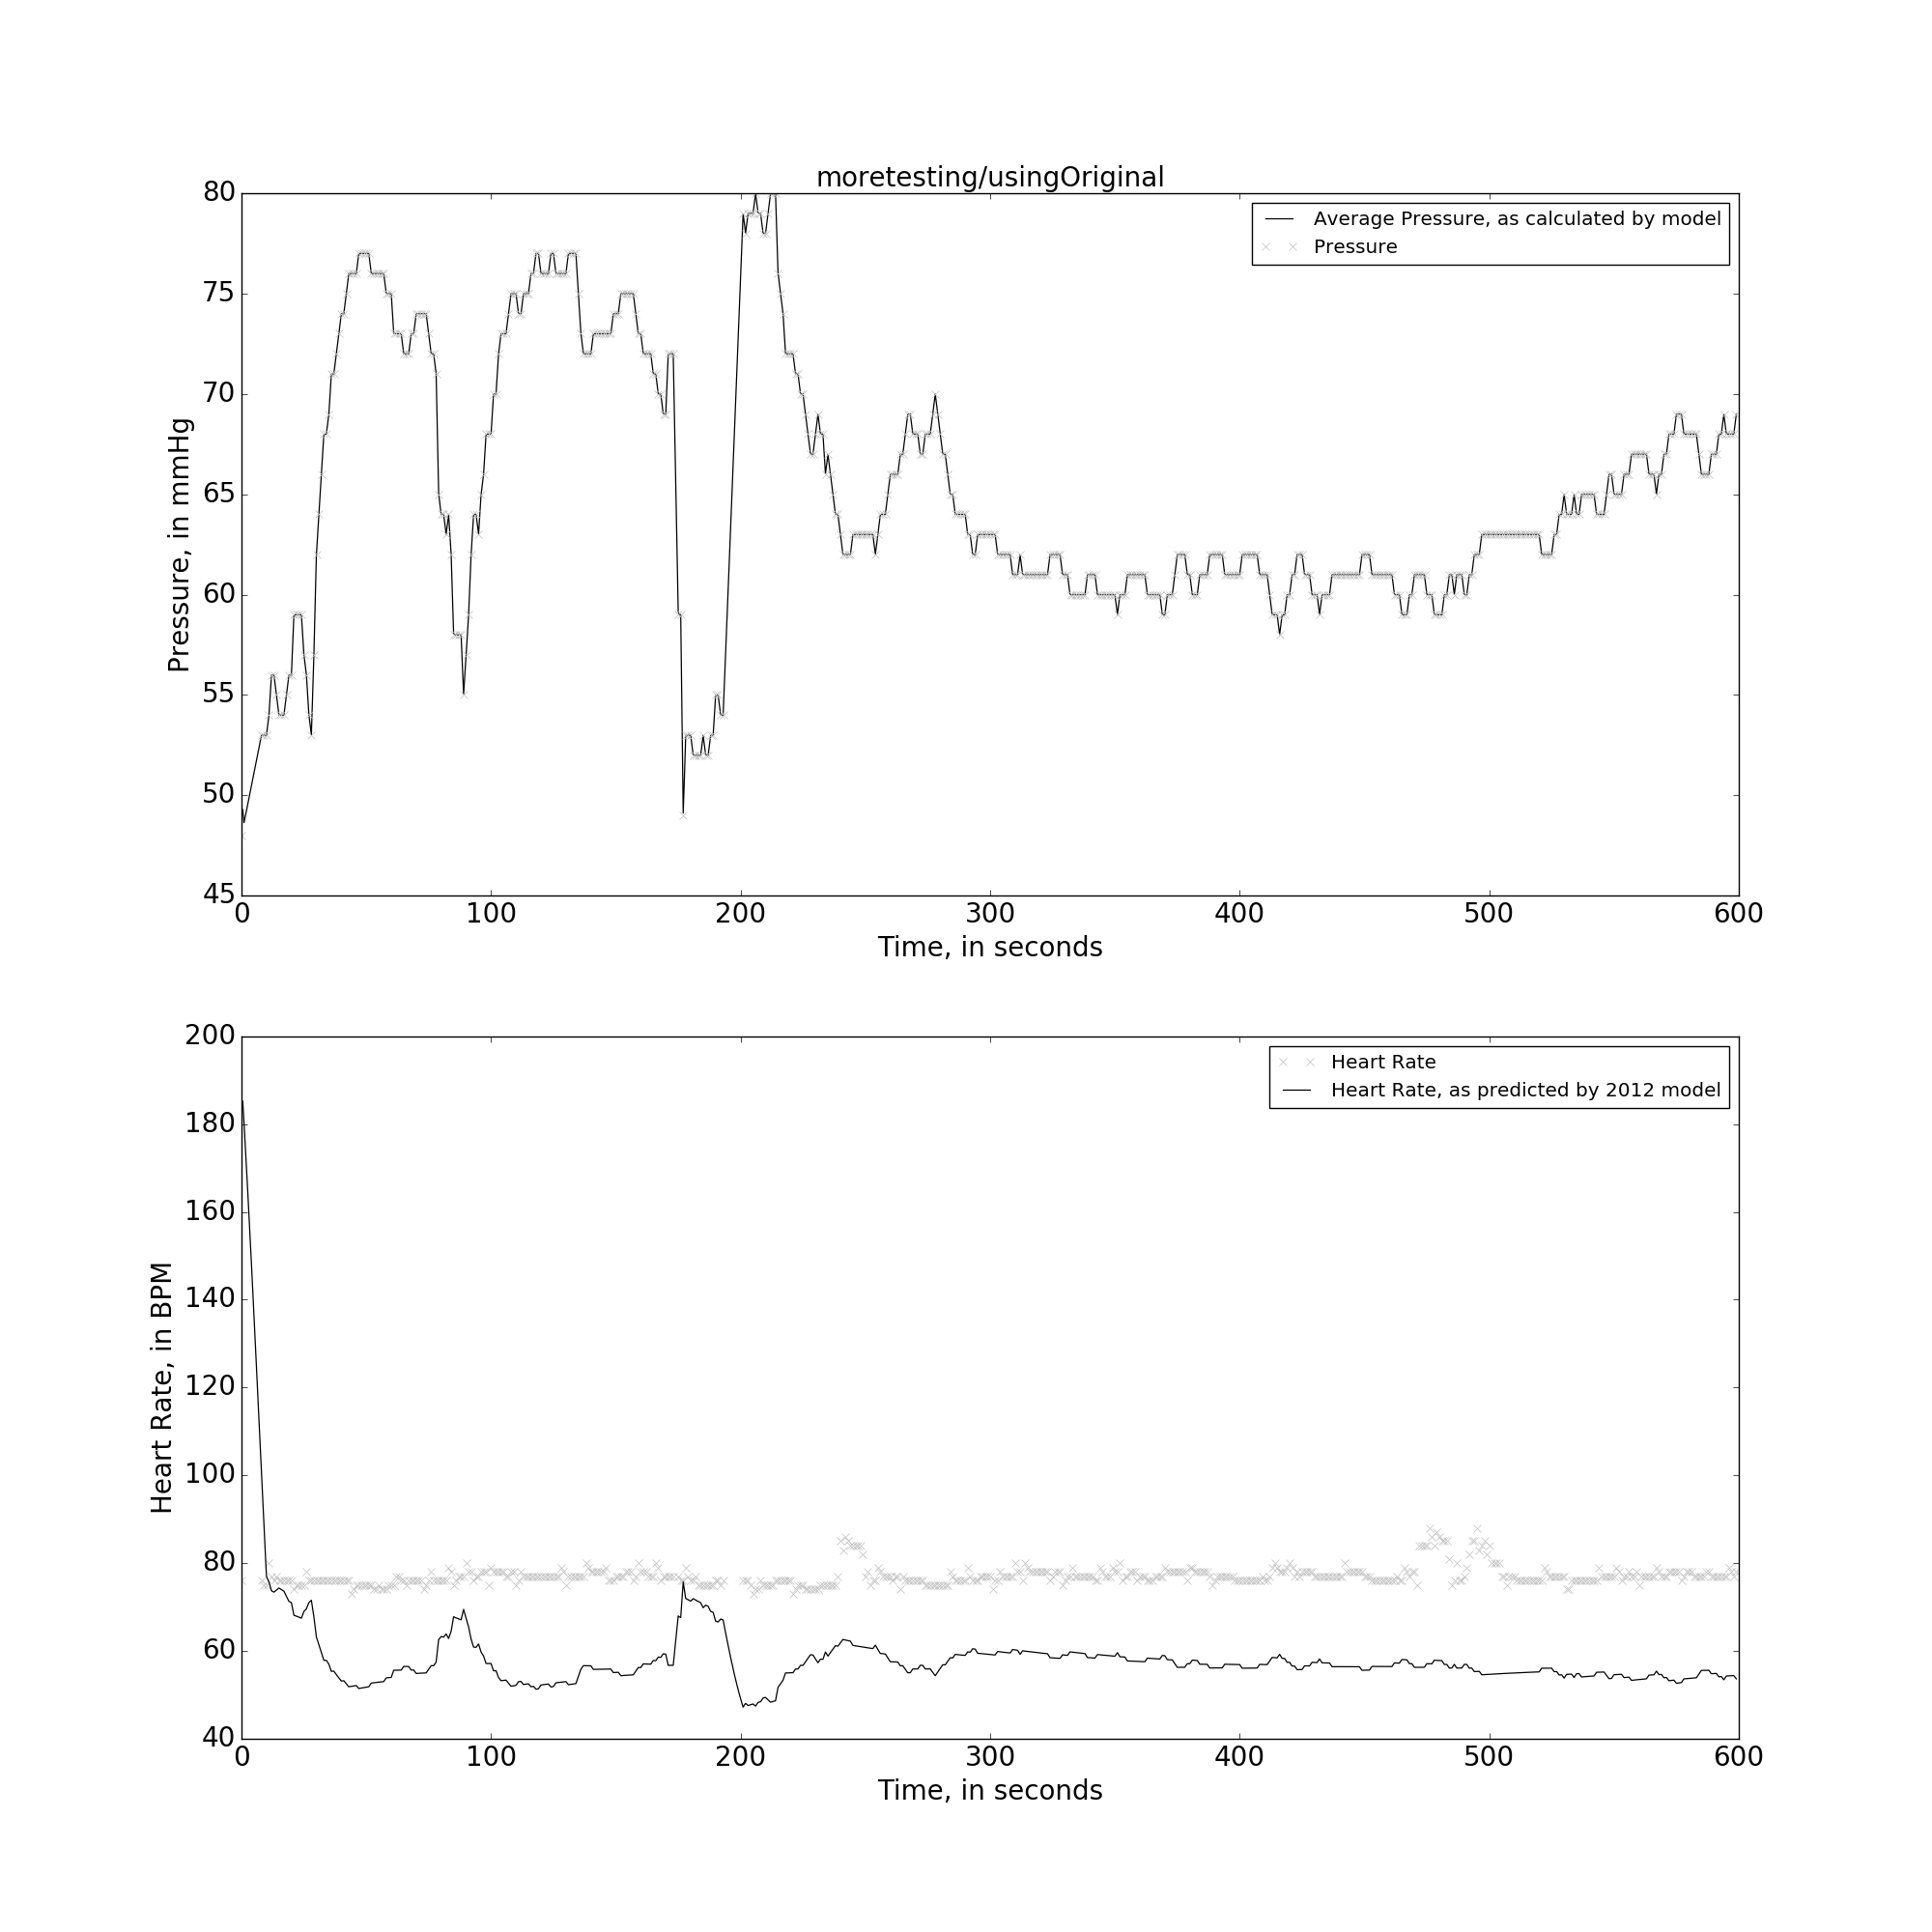 moretesting/usingOriginal
80
75
70
65
60
55
50
45
Pressure, in mmHg
Average Pressure, as calculated by model
Pressure
0 100 200 300 400 500 600
Time, in seconds
200
180
160
140
120
100
80
60
40
Heart Rate, in BPM
Heart Rate
Heart Rate, as predicted by 2012 model
0 100 200 300 400 500 600
Time, in seconds